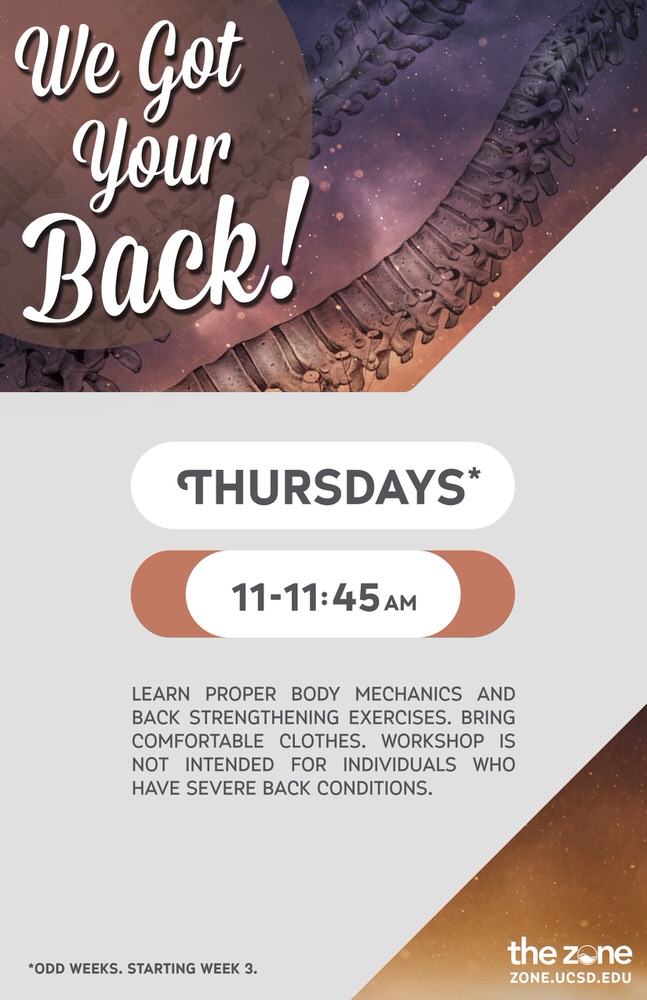 We Got
Your
Back!
THURSDAYS*
11-11:45 AM
LEARN PROPER BODY MECHANICS AND
BACK STRENGTHENING EXERCISES. BRING
COMFORTABLE CLOTHES. WORKSHOP IS
NOT INTENDED FOR INDIVIDUALS WHO
HAVE SEVERE BACK CONDITIONS.
*ODD WEEKS. STARTING WEEK 3.
the zone
ZONE.UCSD.EDU